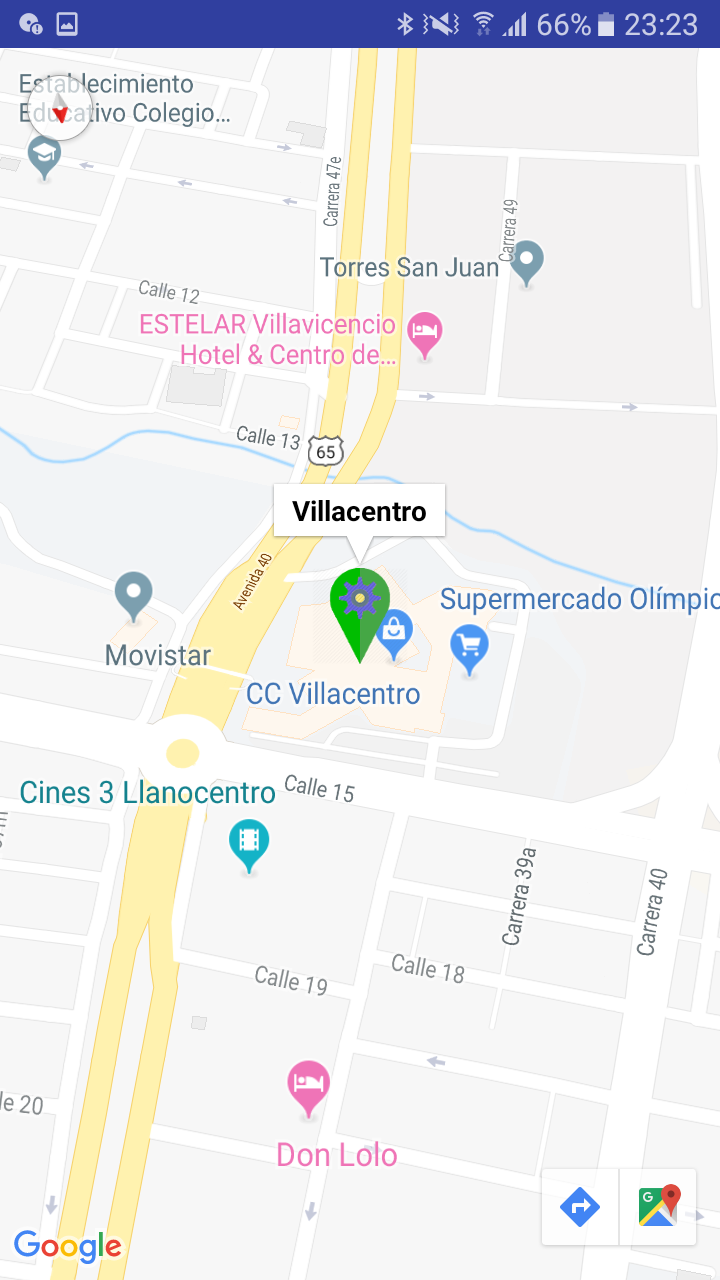 66% 23:23
Establecimiento
Educativo Colegio...
Carrera 47e
Carrera 49
Torres San Juan
Calle 12
ESTELAR Villavicencio
Hotel & Centro de...
Calle 13
65
Villacentro
Avenida 40
Supermercado Olímpic
Movistar
CC Villacentro
Cines 3 Llanocentro
Calle 15
Carrera 39a
Carrera 40
Calle 18
Calle 19
le 20
Don Lolo
G
Google